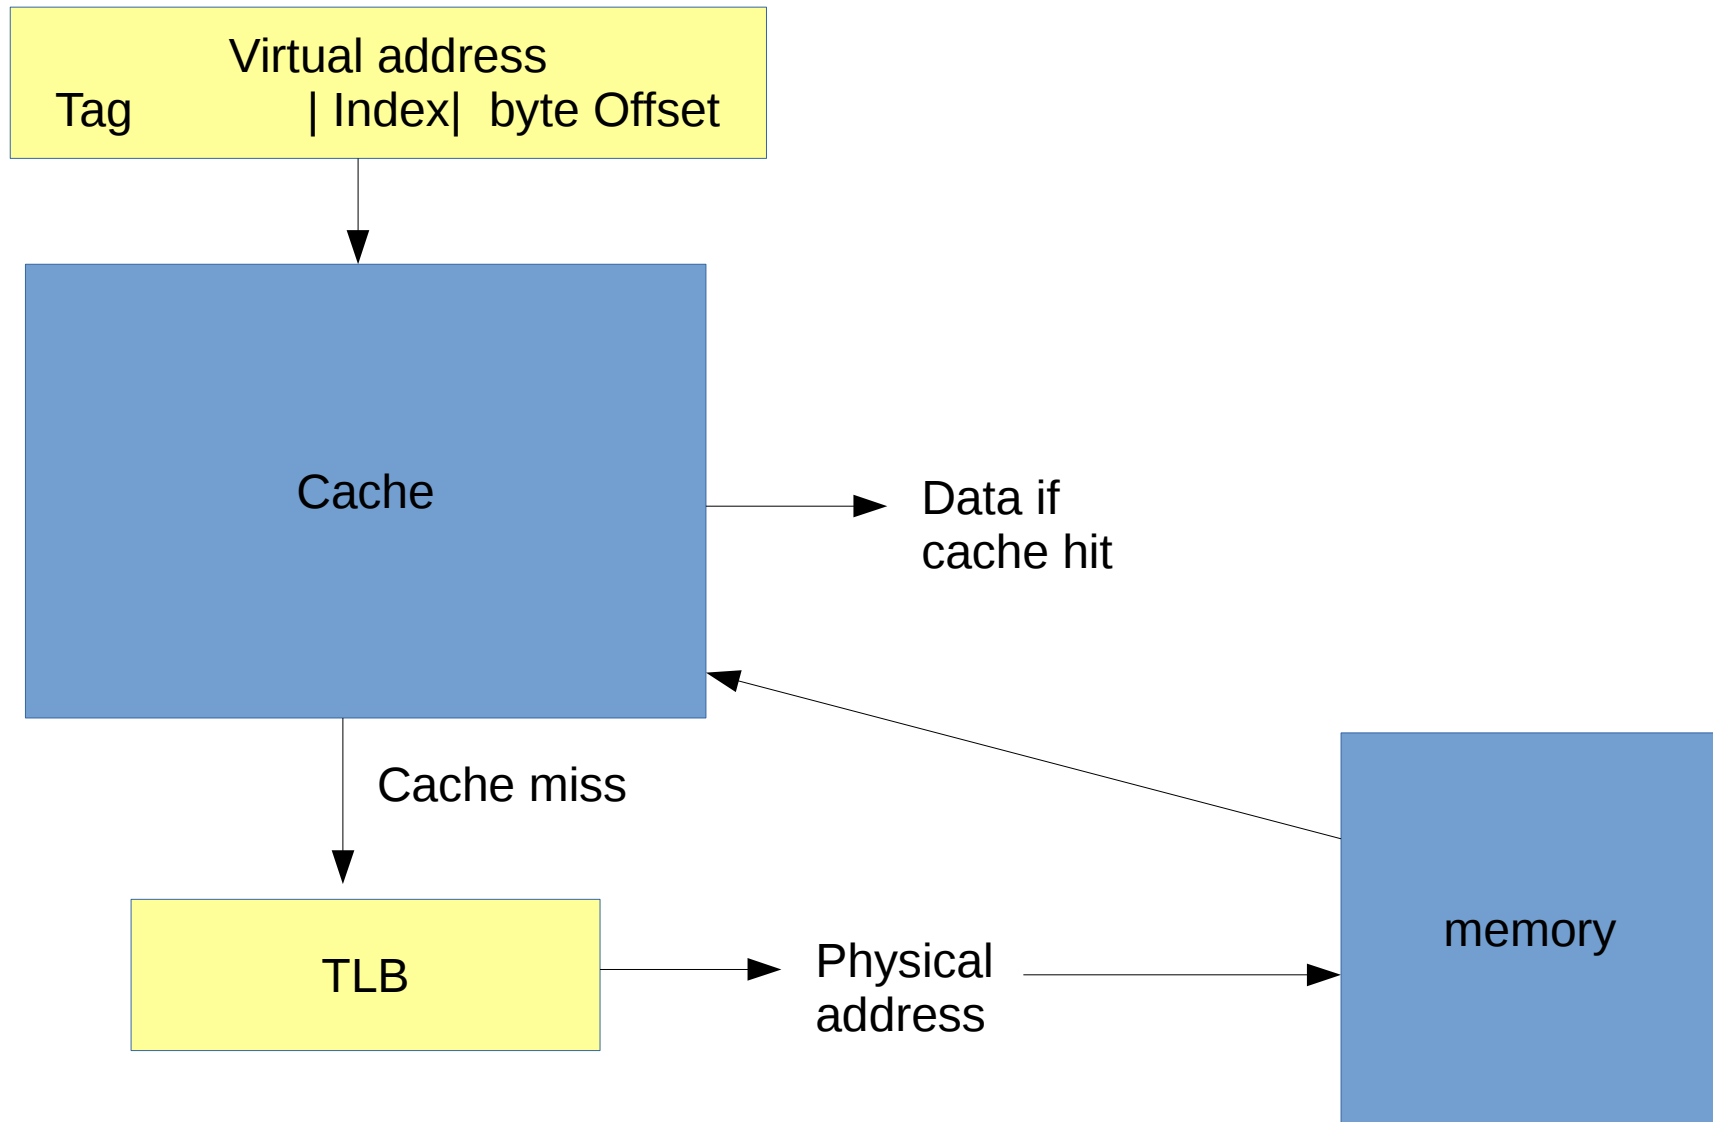 Virtual address
Tag | Index| byte Offset
Cache
Data if
cache hit
Cache miss
TLB
Physical
address
memory